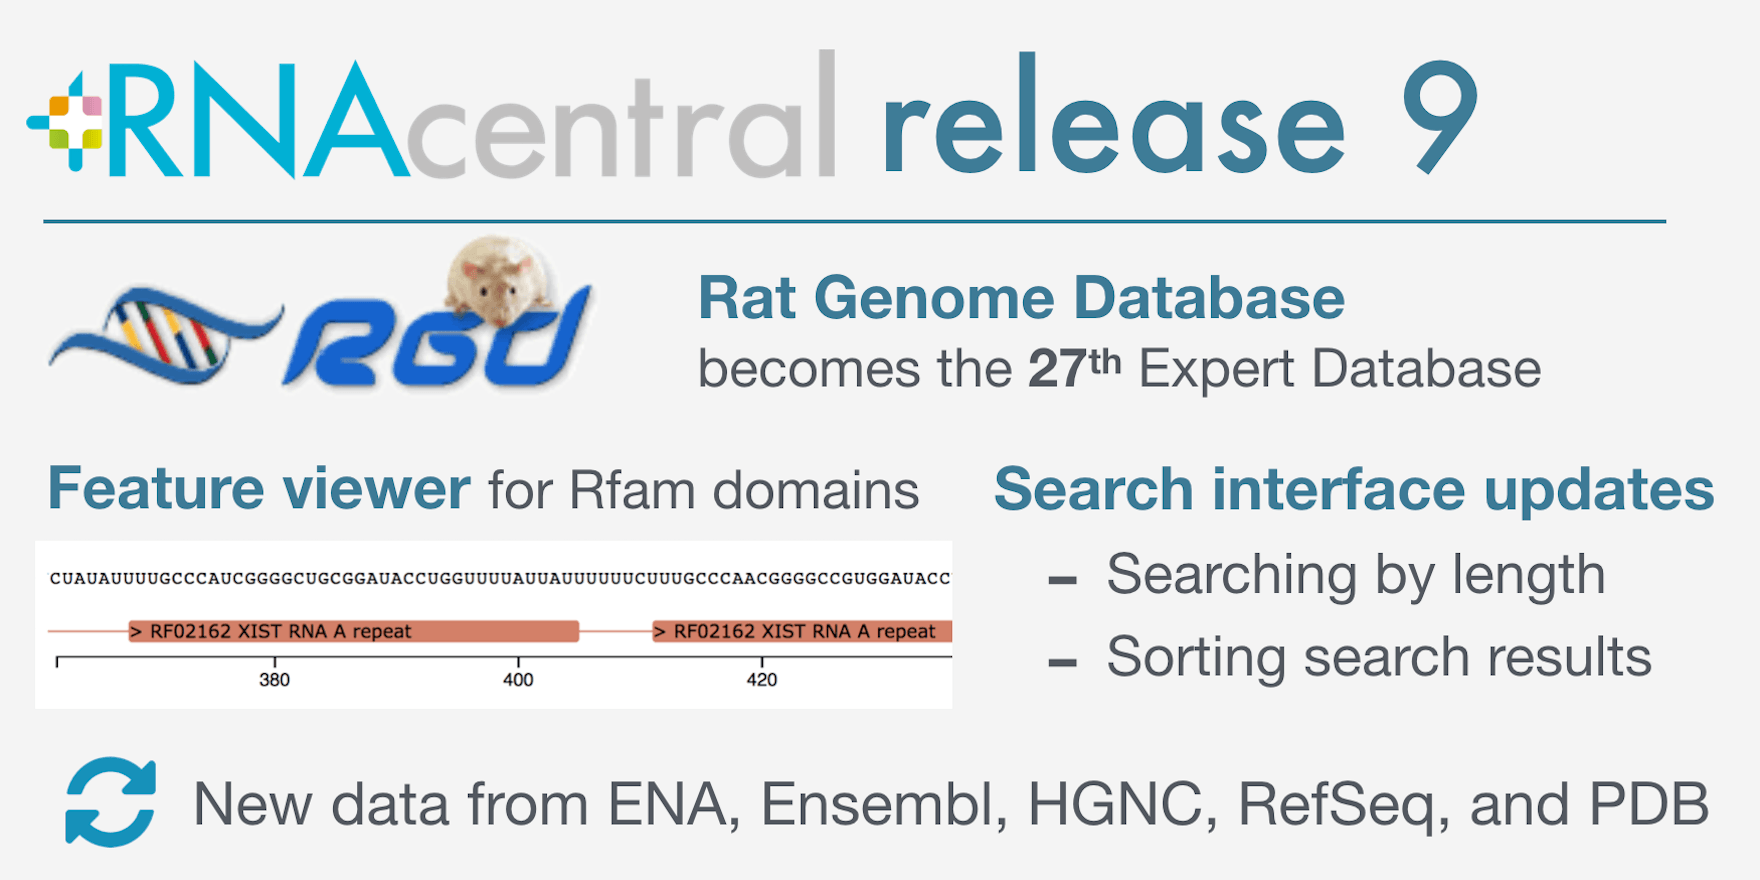 RNAcentral release 9
RGD
Rat Genome Database
becomes the 27th Expert Database
Feature viewer for Rfam domains
CUAUAUUUUGCCCAUCGGGGCUGCGGAUACCUGGUUUUAUUAUUUUUUCUUUGCCCAACGGGGCCGUGGAUACC
> RF02162 XIST RNA A repeat > RF02162 XIST RNA A repeat
380 400 420
Search interface updates
– Searching by length
– Sorting search results
New data from ENA, Ensembl, HGNC, RefSeq, and PDB